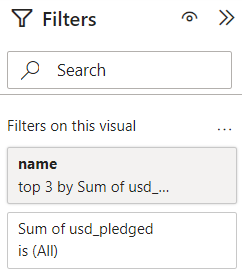 Filters
Search
Filters on this visual
name
top 3 by Sum of usd_...
Sum of usd_pledged
is (All)